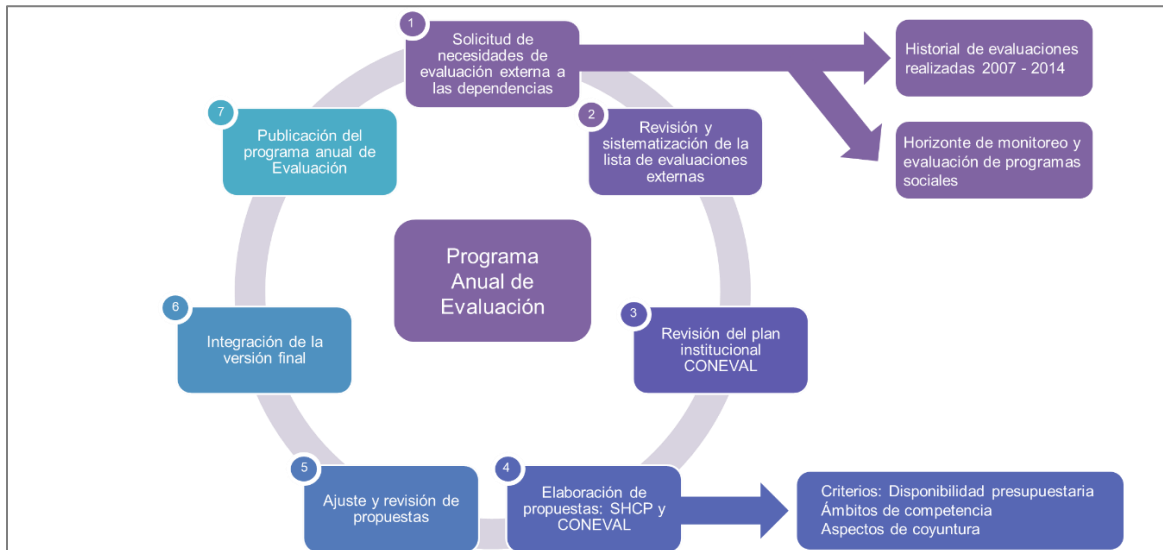 1
Solicitud de
necesidades de
evaluación externa a
las dependencias
Historial de evaluaciones
realizadas 2007 - 2014
Horizonte de monitoreo y
evaluación de programas
sociales
2
Revisión y
sistematización de la
lista de evaluaciones
externas
3
Revisión del plan
institucional
CONEVAL
4
Elaboración de
propuestas: SHCP y
CONEVAL
Criterios: Disponibilidad presupuestaria
Ámbitos de competencia
Aspectos de coyuntura
5
Ajuste y revisión de
propuestas
6
Integración de la
versión final
7
Publicación del
programa anual de
Evaluación
Programa
Anual de
Evaluación